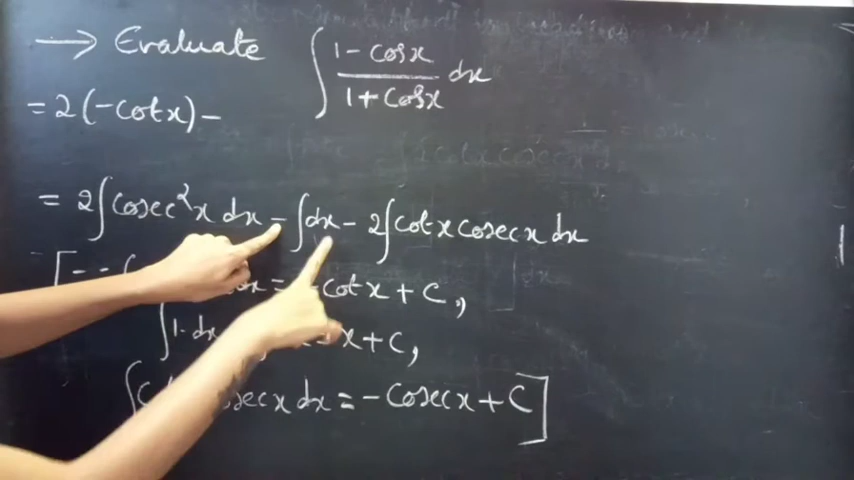 → Evaluate ∫ 1 - cosx / 1 + cosx dx
= 2(-cotx) -
= 2∫cosec²x dx - ∫dx - 2∫cotx cosecx dx
dx = -cotx + C,
∫1·dx x + C,
∫ secx dx = -cosecx + C]